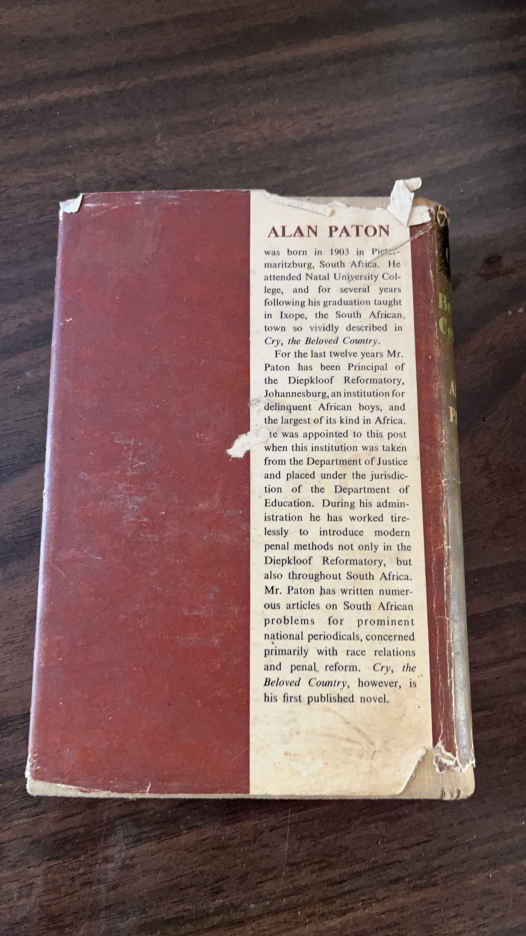 ALAN PATON
was born in 1903 in Pieter-
maritzburg, South Africa. He
attended Natal University Col-
lege, and for several years
following his graduation taught
in Ixope, the South African
town so vividly described in
Cry, the Beloved Country.
For the last twelve years Mr.
Paton has been Principal of
the Diepkloof Reformatory,
Johannesburg, an institution for
delinquent African boys, and
the largest of its kind in Africa.
He was appointed to this post
when this institution was taken
from the Department of Justice
and placed under the jurisdic-
tion of the Department of
Education. During his admin-
istration he has worked tire-
lessly to introduce modern
penal methods not only in the
Diepkloof Reformatory, but
also throughout South Africa.
Mr. Paton has written numer-
ous articles on South African
problems for prominent
national periodicals, concerned
primarily with race relations
and penal reform. Cry, the
Beloved Country, however, is
his first published novel.